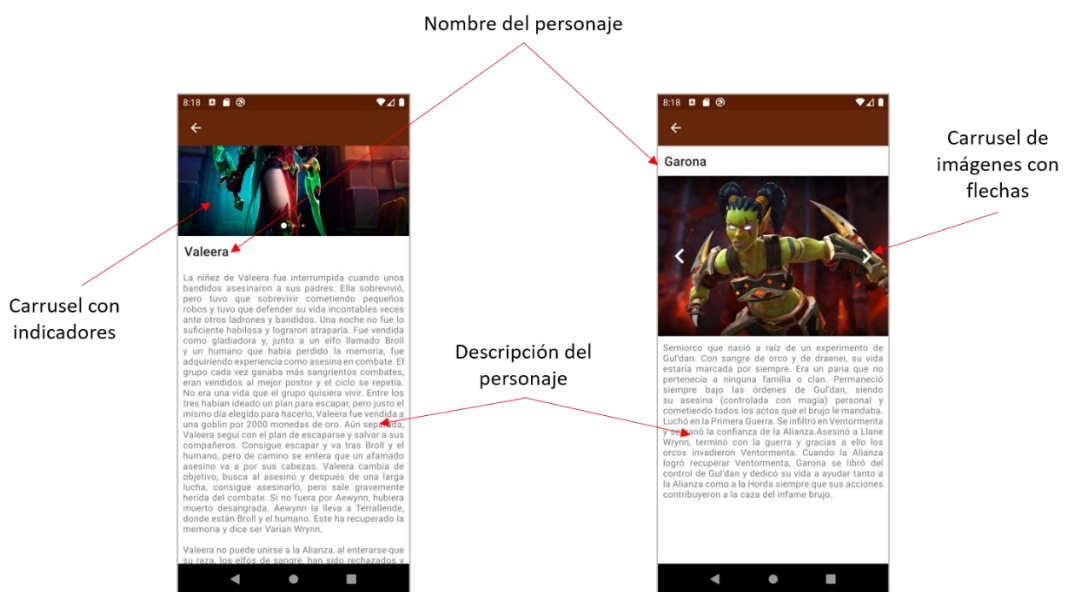 Nombre del personaje
8:18
Valeera
La niñez de Valeera fue interrumpida cuando unos
bandidos asesinaron a sus padres. Ella sobrevivió,
pero tuvo que sobrevivir cometiendo pequeños
robos y tuvo que defender su vida incontables veces
ante otros ladrones y bandidos. Una noche no fue lo
suficiente habilosa y lograron atraparla. Fue vendida
como gladiadora y, junto a un elfo llamado Broll
y un humano que había perdido la memoria, fue
adquiriendo experiencia como asesina en combate. El
grupo cada vez ganaba más sangrientos combates,
eran vendidos al mejor postor y el ciclo se repetía.
No era una vida que el grupo quisiera vivir. Entre los
tres habían ideado un plan para escapar, pero justo el
mismo día elegido para hacerlo, Valeera fue vendida a
una goblin por 2000 monedas de oro. Aún separada,
Valeera seguí con el plan de escaparse y salvar a sus
compañeros. Consigue escapar y va tras Broll y el
humano, pero de camino se entera que un afamado
asesino va a por sus cabezas. Valeera cambia de
objetivo, busca al asesino y después de una larga
lucha, consigue asesinarlo, pero sale gravemente
herida del combate. Si no fuera por Aewynn, hubiera
muerto desangrada. Aewynn la lleva a Terrallende,
donde están Broll y el humano. Este ha recuperado la
memoria y dice ser Varian Wrynn.
Valeera no puede unirse a la Alianza, al enterarse que
su raza, los elfos de sangre, han sido rechazados y
Carrusel con
indicadores
Descripción del
personaje
8:18
Garona
Semiorco que nació a raíz de un experimento de
Gul'dan. Con sangre de orco y de draenei, su vida
estaría marcada por siempre. Era un paria que no
pertenecía a ninguna familia o clan. Permaneció
siempre bajo las órdenes de Gul'dan, siendo
su asesina (controlada con magia) personal y
cometiendo todos los actos que el brujo le mandaba.
Luchó en la Primera Guerra. Se infiltró en Ventormenta
y se ganó la confianza de la Alianza.Asesinó a Llane
Wrynn, terminó con la guerra y gracias a ello los
orcos invadieron Ventormenta. Cuando la Alianza
logró recuperar Ventormenta, Garona se libró del
control de Gul'dan y dedicó su vida a ayudar tanto a
la Alianza como a la Horda siempre que sus acciones
contribuyeron a la caza del infame brujo.
Carrusel de
imágenes con
flechas